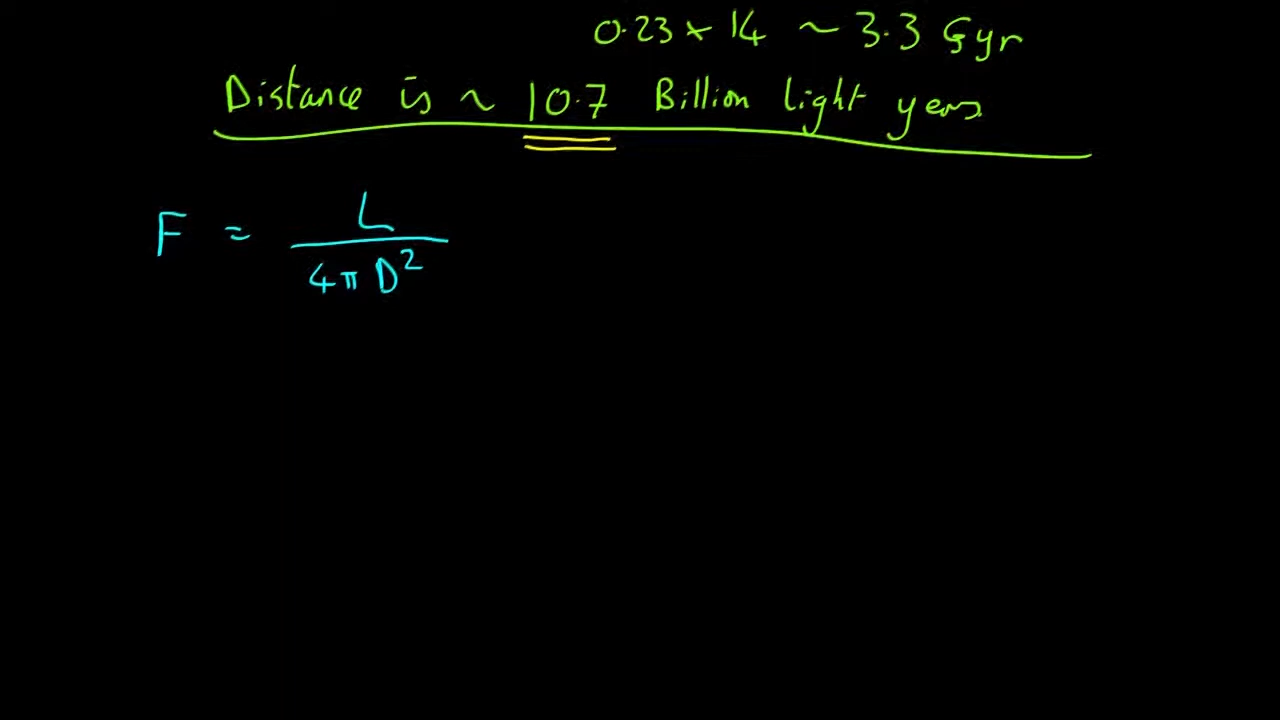 0.23 × 14 ~ 3.3 Gyr
Distance is ~ 10.7 Billion light years
F = L
4π D²